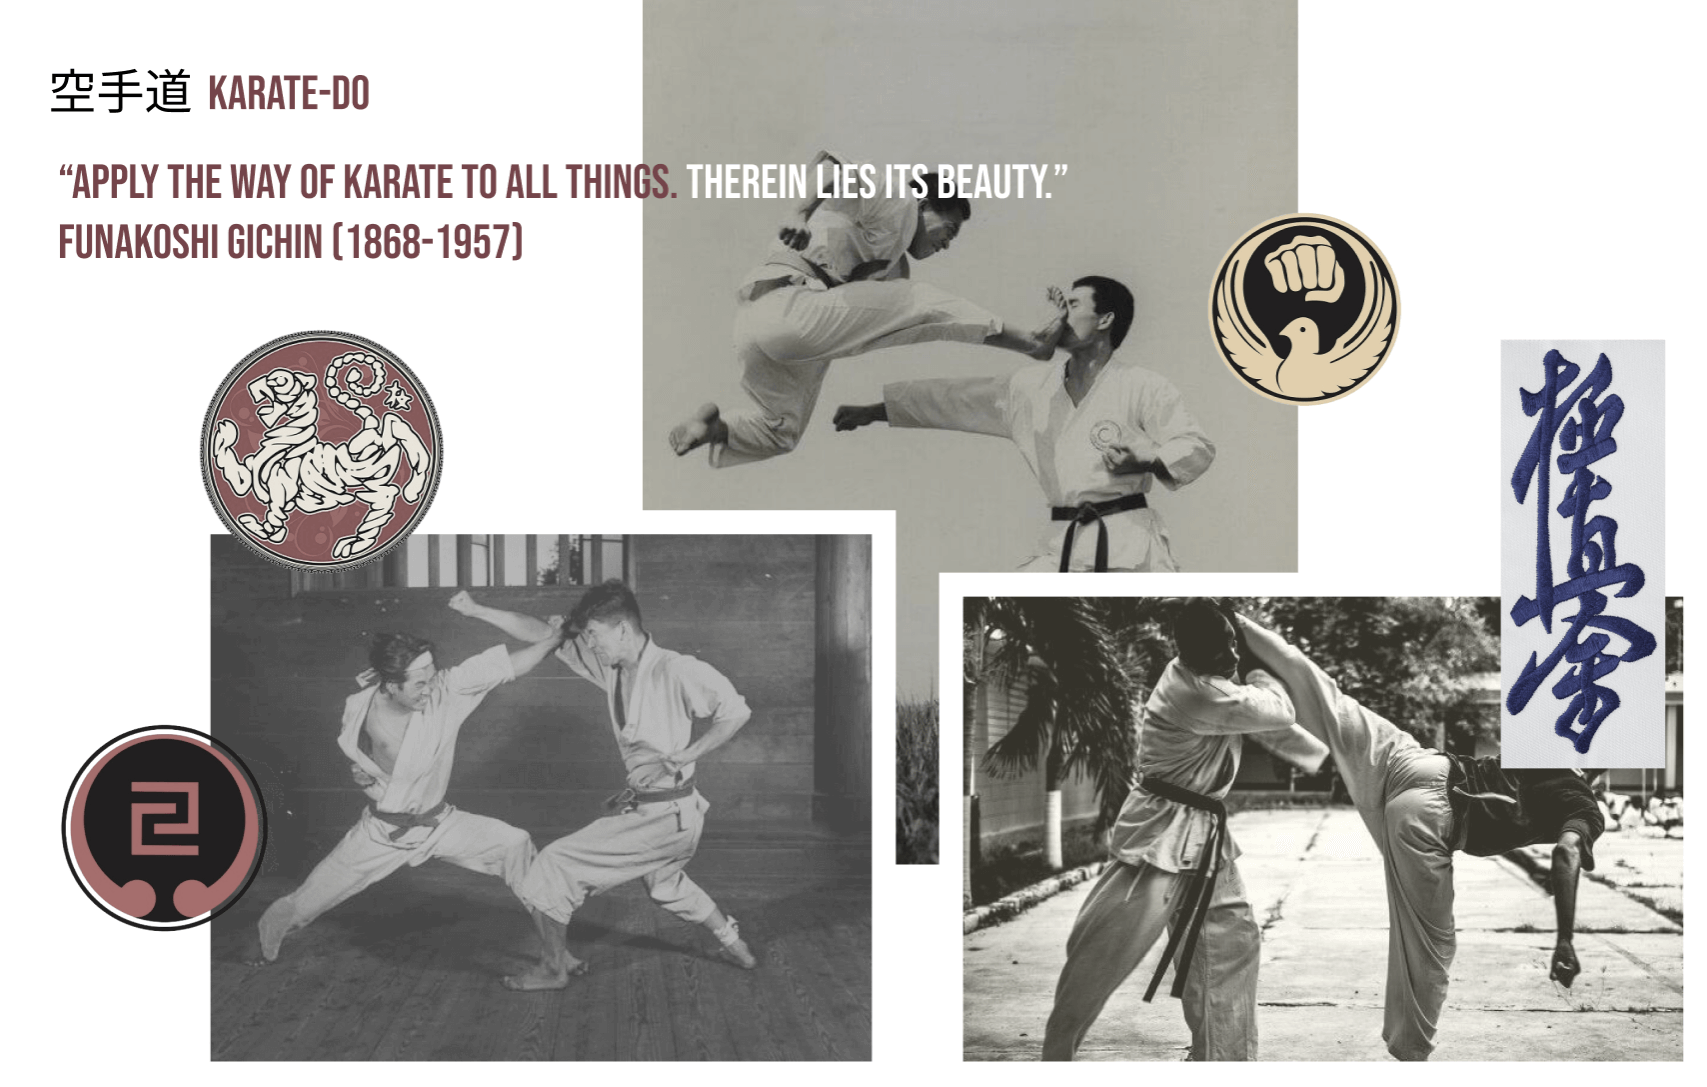 空手道 KARATE-DO
“APPLY THE WAY OF KARATE TO ALL THINGS. THEREIN LIES ITS BEAUTY.”
FUNAKOSHI GICHIN (1868-1957)
極真会